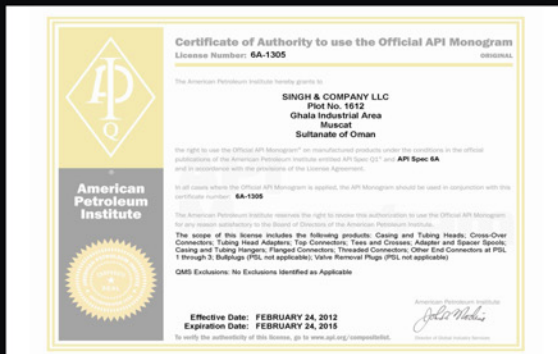 Certificate of Authority to use the Official API Monogram
License Number: 6A-1305
ORIGINAL
The American Petroleum Institute hereby grants to
SINGH & COMPANY LLC
Plot No. 1612
Ghala Industrial Area
Muscat
Sultanate of Oman
the right to use the Official API Monogram® on manufactured products under the conditions in the official
publications of the American Petroleum Institute entitled API Spec Q1® and API Spec 6A
and in accordance with the provisions of the License Agreement.
In all cases where the Official API Monogram is applied, the API Monogram should be used in conjunction with this
certificate number: 6A-1305
The American Petroleum Institute reserves the right to revoke this authorization to use the Official API Monogram
for any reason satisfactory to the Board of Directors of the American Petroleum Institute.
The scope of this license includes the following products: Casing and Tubing Heads; Cross-Over
Connectors; Tubing Head Adapters; Top Connectors; Tees and Crosses; Adapter and Spacer Spools;
Casing and Tubing Hangers; Flanged Connectors; Threaded Connectors; Other End Connectors at PSL
1 through 3; Bullplugs (PSL not applicable); Valve Removal Plugs (PSL not applicable)
QMS Exclusions: No Exclusions Identified as Applicable
American Petroleum Institute
Effective Date: FEBRUARY 24, 2012
Expiration Date: FEBRUARY 24, 2015
To verify the authenticity of this license, go to www.api.org/compositelist.
Director of Global Industry Services
API
Q
American
Petroleum
Institute